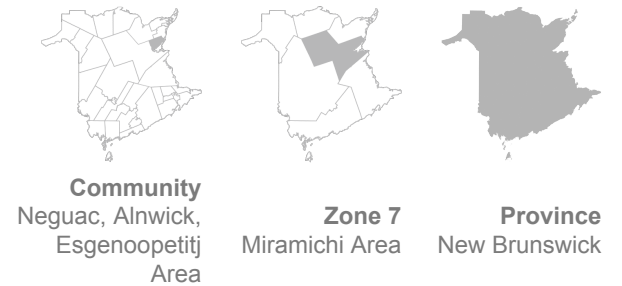 Community
Neguac, Alnwick,
Esgenoopetitj
Area
Zone 7
Miramichi Area
Province
New Brunswick